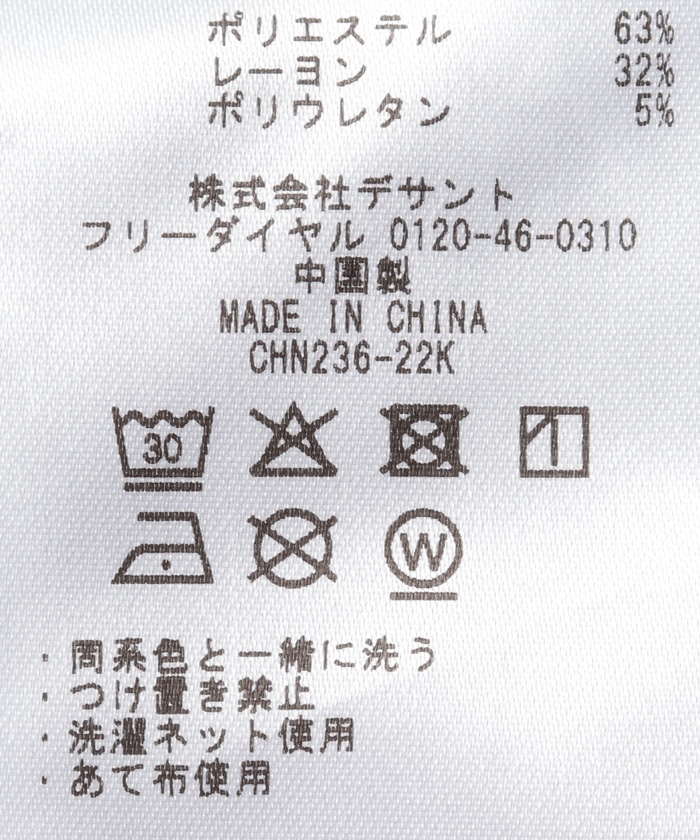 ポリエステル 63%
レーヨン 32%
ポリウレタン 5%
株式会社デサント
フリーダイヤル 0120-46-0310
中国製
MADE IN CHINA
CHN236-22K
30
W
・同系色と一緒に洗う
・つけ置き禁止
・洗濯ネット使用
・あて布使用